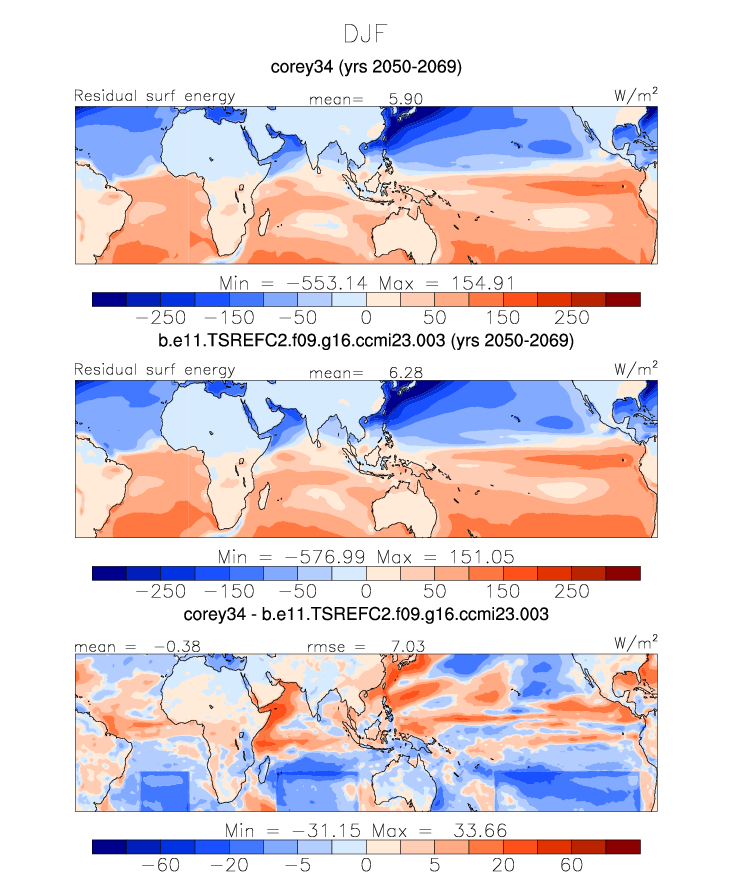 DJF
corey34 (yrs 2050-2069)
Residual surf energy mean= 5.90 W/m²
Min = −553.14 Max = 154.91
−250 −150 −50 0 50 150 250
b.e11.TSREFC2.f09.g16.ccmi23.003 (yrs 2050-2069)
Residual surf energy mean= 6.28 W/m²
Min = −576.99 Max = 151.05
−250 −150 −50 0 50 150 250
corey34 - b.e11.TSREFC2.f09.g16.ccmi23.003
mean = −0.38 rmse = 7.03 W/m²
Min = −31.15 Max = 33.66
−60 −20 −5 0 5 20 60